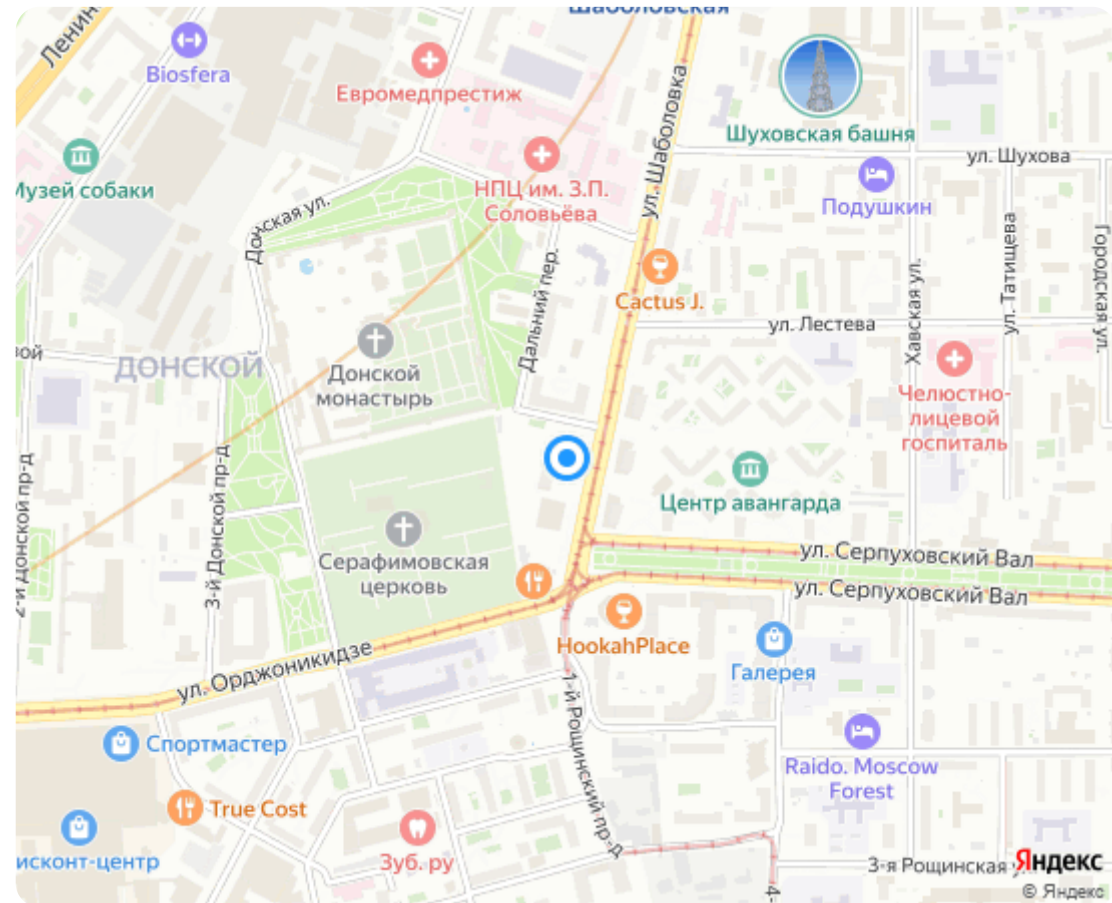 Шаболовская
Ленин
Biosfera
Евромедпрестиж
Шуховская башня
ул. Шаболовка
ул. Шухова
Музей собаки
НПЦ им. З.П.
Соловьёва
Подушкин
Донская ул.
Дальний пер.
Cactus J.
Хавская ул.
ул. Татищева
Городская ул.
ул. Лестева
вой
ДОНСКОЙ
Донской
монастырь
Челюстно-
лицевой
госпиталь
2-й Донской пр-д
3-й Донской пр-д
Центр авангарда
Серафимовская
церковь
ул. Серпуховский Вал
ул. Серпуховский Вал
HookahPlace
ул. Орджоникидзе
Галерея
1-й Рощинский пр-д
Спортмастер
Raido. Moscow
Forest
True Cost
исконт-центр
Зуб. ру
3-я Рощинская у
4-
Яндекс
© Яндекс